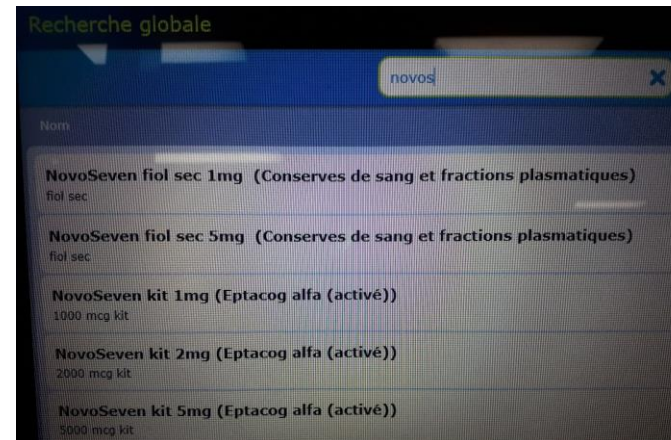 Recherche globale
novos
Nom
NovoSeven fiol sec 1mg (Conserves de sang et fractions plasmatiques)
fiol sec
NovoSeven fiol sec 5mg (Conserves de sang et fractions plasmatiques)
fiol sec
NovoSeven kit 1mg (Eptacog alfa (activé))
1000 mcg kit
NovoSeven kit 2mg (Eptacog alfa (activé))
2000 mcg kit
NovoSeven kit 5mg (Eptacog alfa (activé))
5000 mcg kit